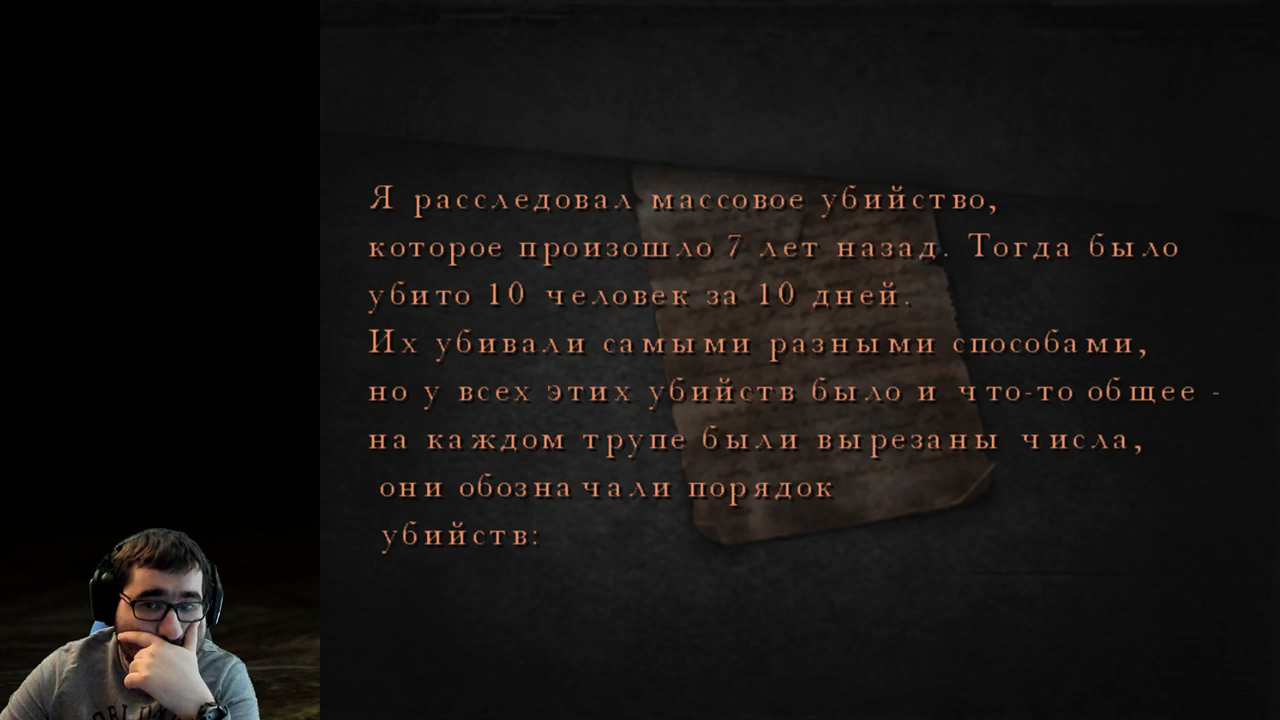 Я расследовал массовое убийство,
которое произошло 7 лет назад. Тогда было
убито 10 человек за 10 дней.
Их убивали самыми разными способами,
но у всех этих убийств было и что-то общее -
на каждом трупе были вырезаны числа,
они обозначали порядок
убийств: